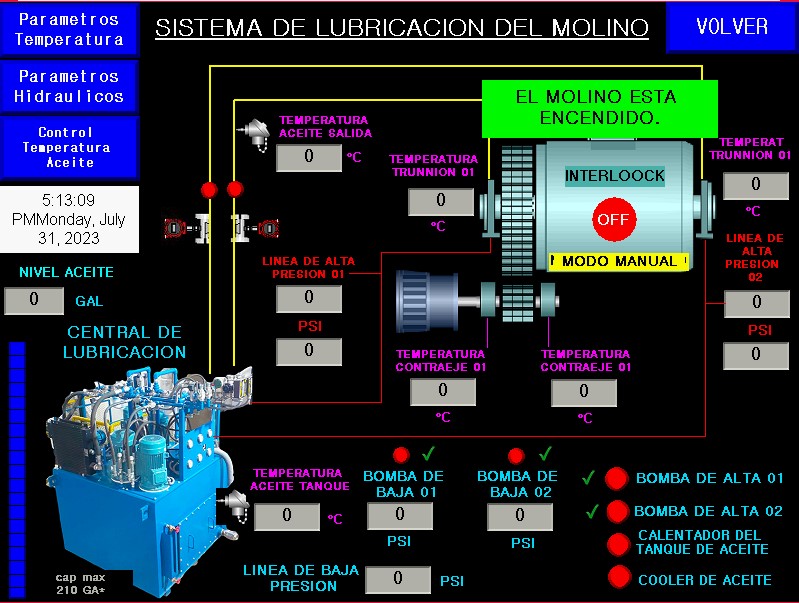 Parametros
Temperatura
SISTEMA DE LUBRICACION DEL MOLINO
VOLVER
Parametros
Hidraulicos
Control
Temperatura
Aceite
5:13:09
PMMonday, July
31, 2023
NIVEL ACEITE
0 GAL
CENTRAL DE
LUBRICACION
cap max
210 GA*
TEMPERATURA
ACEITE SALIDA
0 °C
EL MOLINO ESTA
ENCENDIDO.
TEMPERATURA
TRUNNION 01
0
°C
INTERLOOCK
OFF
MODO MANUAL
TEMPERAT
TRUNNION 01
0
°C
LINEA DE ALTA
PRESION 01
0
PSI
0
LINEA DE
ALTA
PRESION
02
0
PSI
0
TEMPERATURA
CONTRAEJE 01
0
°C
TEMPERATURA
CONTRAEJE 01
0
°C
TEMPERATURA
ACEITE TANQUE
0 °C
BOMBA DE
BAJA 01
0
PSI
BOMBA DE
BAJA 02
0
PSI
LINEA DE BAJA
PRESION
0 PSI
BOMBA DE ALTA 01
BOMBA DE ALTA 02
CALENTADOR DEL
TANQUE DE ACEITE
COOLER DE ACEITE